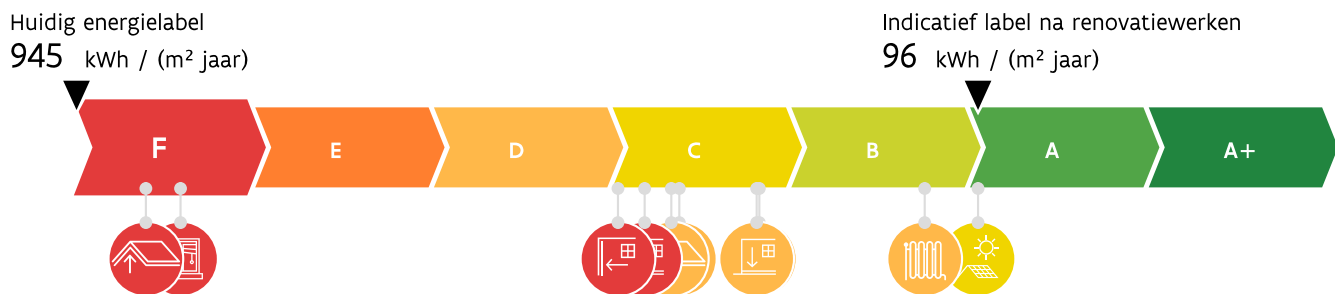 Huidig energielabel
945 kWh / (m² jaar)
Indicatief label na renovatiewerken
96 kWh / (m² jaar)
F
E
D
C
B
A
A+